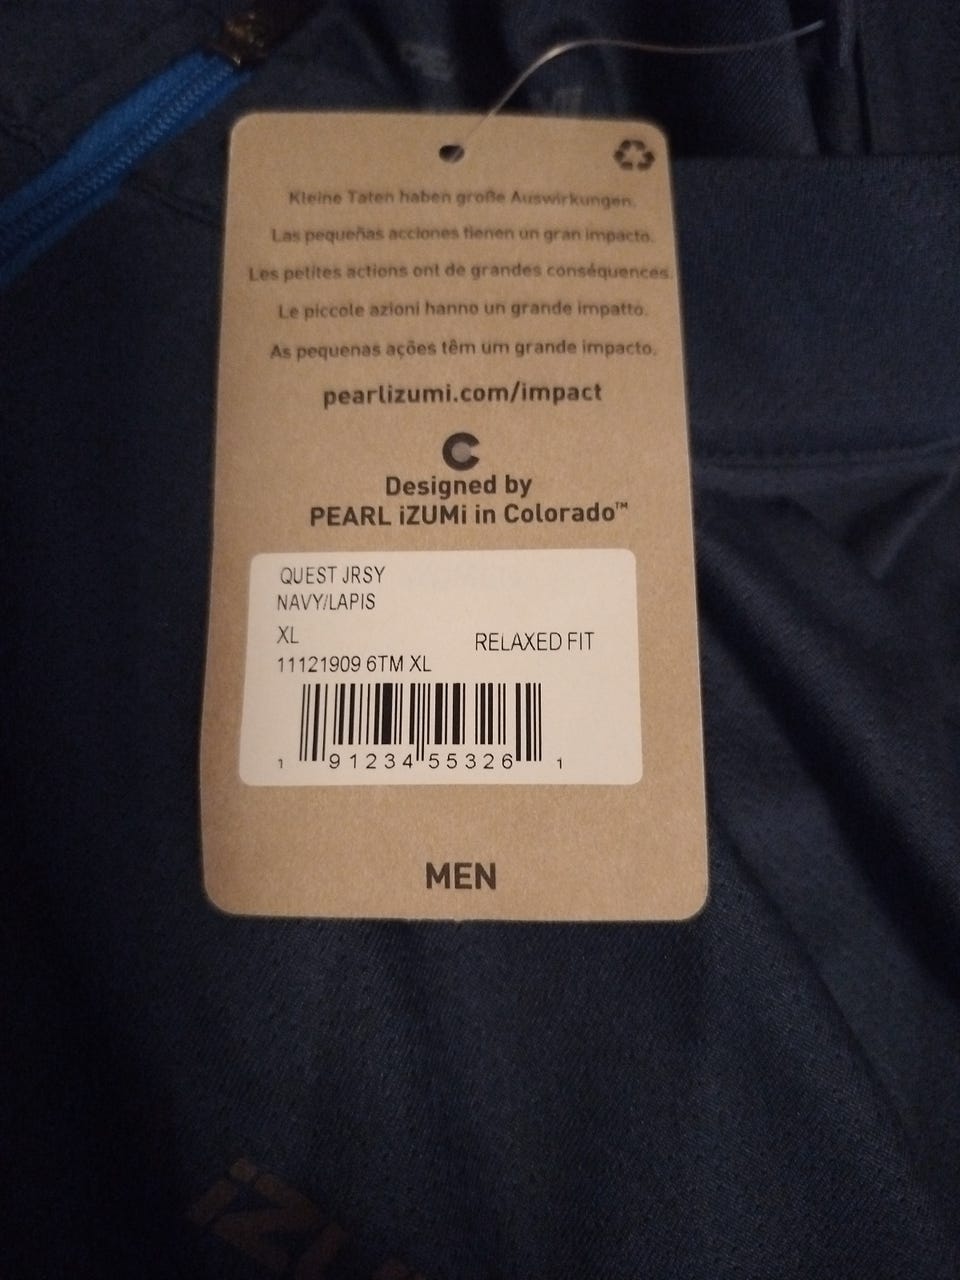 Kleine Taten haben große Auswirkungen.
Las pequeñas acciones tienen un gran impacto.
Les petites actions ont de grandes conséquences.
Le piccole azioni hanno un grande impatto.
As pequenas ações têm um grande impacto.
pearlizumi.com/impact
Designed by
PEARL iZUMi in Colorado™
QUEST JRSY
NAVY/LAPIS
XL
RELAXED FIT
11121909 6TM XL
1 91234 55326 1
MEN